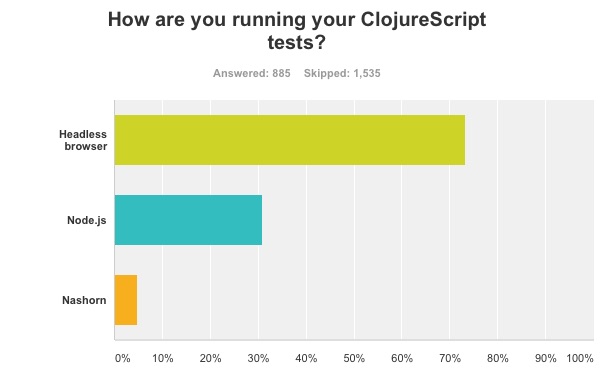 How are you running your ClojureScript
tests?
Answered: 885 Skipped: 1,535
Headless
browser
Node.js
Nashorn
0% 10% 20% 30% 40% 50% 60% 70% 80% 90% 100%